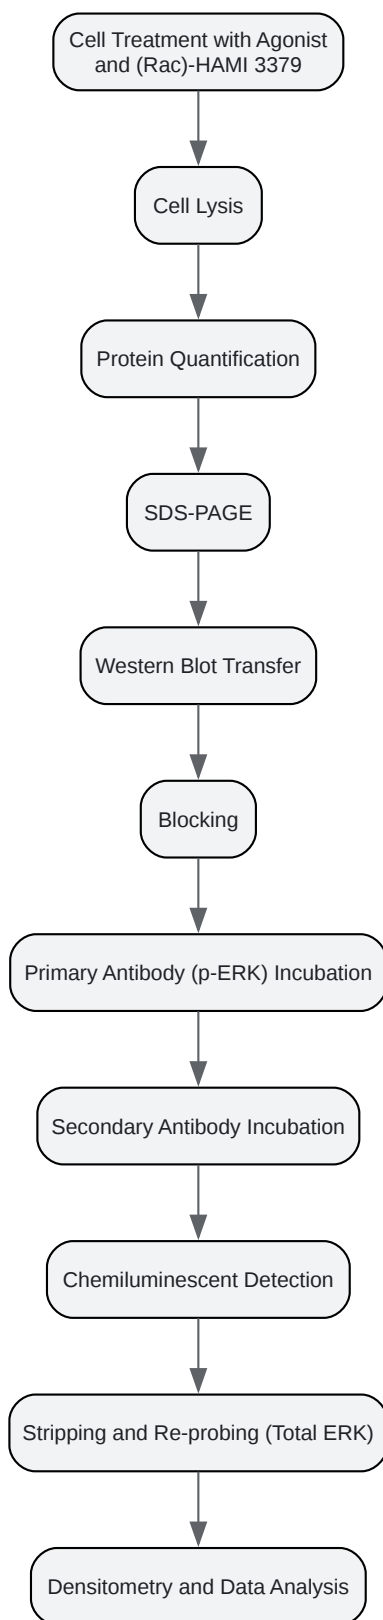 Cell Treatment with Agonist
and (Rac)-HAMI 3379
Cell Lysis
Protein Quantification
SDS-PAGE
Western Blot Transfer
Blocking
Primary Antibody (p-ERK) Incubation
Secondary Antibody Incubation
Chemiluminescent Detection
Stripping and Re-probing (Total ERK)
Densitometry and Data Analysis